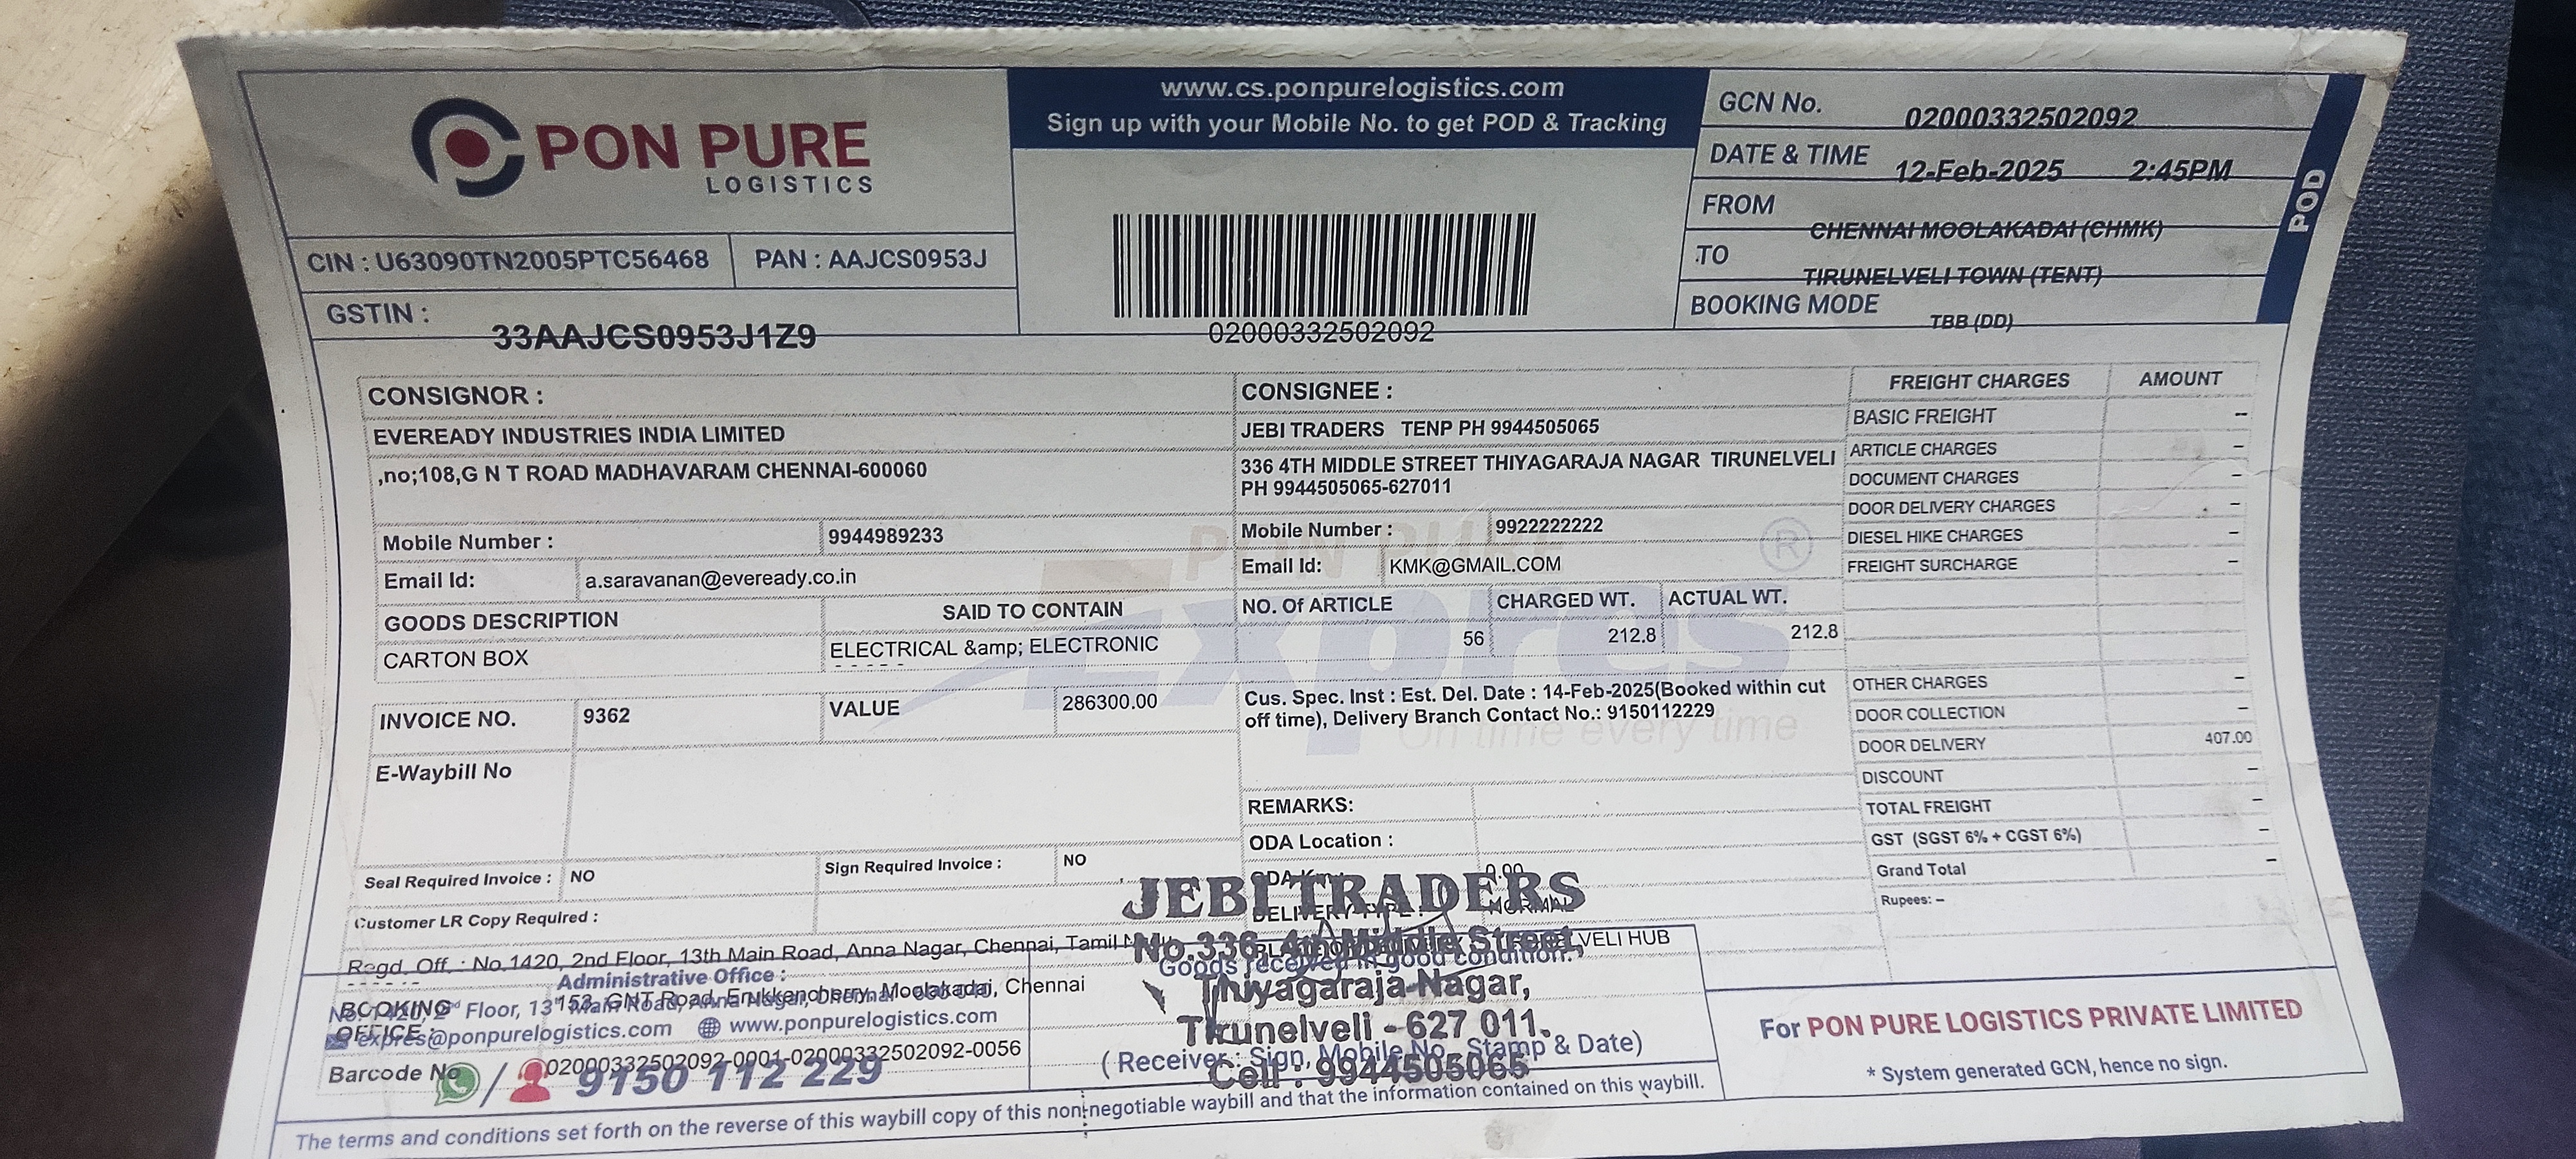 PON PURE
LOGISTICS
CIN : U63090TN2005PTC56468
PAN : AAJCS0953J
GSTIN :
33AAJCS0953J1Z9
www.cs.ponpurelogistics.com
Sign up with your Mobile No. to get POD & Tracking
02000332502092
GCN No. 02000332502092
DATE & TIME 12-Feb-2025 2:45PM
FROM CHENNAI MOOLAKADAI (CHMK)
TO TIRUNELVELI TOWN (TENT)
BOOKING MODE TBB (DD)
POD
CONSIGNOR :
EVEREADY INDUSTRIES INDIA LIMITED
,no;108,G N T ROAD MADHAVARAM CHENNAI-600060
Mobile Number : 9944989233
Email Id: a.saravanan@eveready.co.in
GOODS DESCRIPTION SAID TO CONTAIN
CARTON BOX ELECTRICAL &amp; ELECTRONIC
INVOICE NO. 9362 VALUE 286300.00
E-Waybill No
Seal Required Invoice : NO Sign Required Invoice : NO
Customer LR Copy Required :
CONSIGNEE :
JEBI TRADERS TENP PH 9944505065
336 4TH MIDDLE STREET THIYAGARAJA NAGAR TIRUNELVELI
PH 9944505065-627011
Mobile Number : 9922222222
Email Id: KMK@GMAIL.COM
NO. Of ARTICLE CHARGED WT. ACTUAL WT.
56 212.8 212.8
PON PURE
Expres ®
On time every time
Cus. Spec. Inst : Est. Del. Date : 14-Feb-2025(Booked within cut
off time), Delivery Branch Contact No.: 9150112229
REMARKS:
ODA Location :
ODA 0.00
DELIVERY TYPE : NORMAL
HUB
FREIGHT CHARGES AMOUNT
BASIC FREIGHT --
ARTICLE CHARGES –
DOCUMENT CHARGES –
DOOR DELIVERY CHARGES –
DIESEL HIKE CHARGES –
FREIGHT SURCHARGE –
OTHER CHARGES –
DOOR COLLECTION –
DOOR DELIVERY 407.00
DISCOUNT –
TOTAL FREIGHT –
GST (SGST 6% + CGST 6%) –
Grand Total –
Rupees: –
Regd. Off. : No.1420, 2nd Floor, 13th Main Road, Anna Nagar, Chennai, Tamil
Administrative Office :
BOOKING OFFICE : 153, GNT Road, Erukkencherry, Moolakadai, Chennai
expres@ponpurelogistics.com www.ponpurelogistics.com
Barcode No 02000332502092-0001-02000332502092-0056
9150 112 229
JEBI TRADERS
No.336, 4th Middle Street,
Thiyagaraja Nagar,
Tirunelveli - 627 011.
Cell : 9944505065
Goods received in good condition.
( Receiver : Sign, Mobile No., Stamp & Date)
For PON PURE LOGISTICS PRIVATE LIMITED
* System generated GCN, hence no sign.
The terms and conditions set forth on the reverse of this waybill copy of this non-negotiable waybill and that the information contained on this waybill.